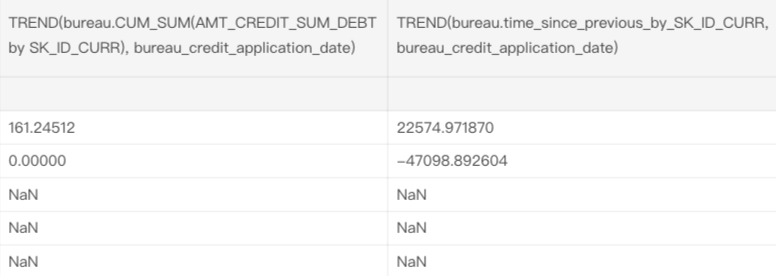 TREND(bureau.CUM_SUM(AMT_CREDIT_SUM_DEBT by SK_ID_CURR), bureau_credit_application_date)
TREND(bureau.time_since_previous_by_SK_ID_CURR, bureau_credit_application_date)
161.24512 22574.971870
0.00000 −47098.892604
NaN NaN
NaN NaN
NaN NaN